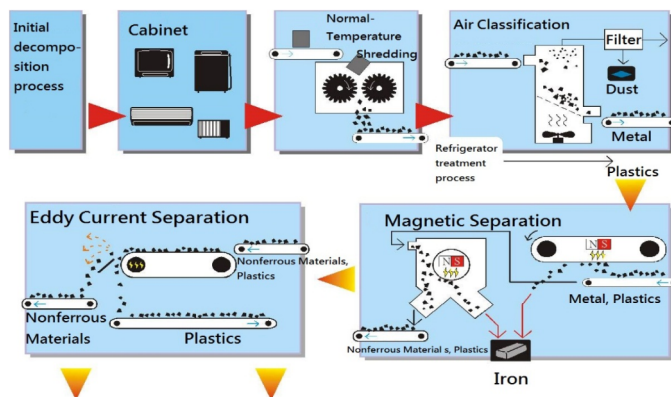 Initial
decompo-
sition
process
Cabinet
Normal-
Temperature
Shredding
Air Classification
Filter
Dust
Metal
Refrigerator
treatment
process
Plastics
Eddy Current Separation
Nonferrous Materials,
Plastics
Nonferrous
Materials
Plastics
Magnetic Separation
N S
N S
Metal, Plastics
Nonferrous Material s, Plastics
Iron